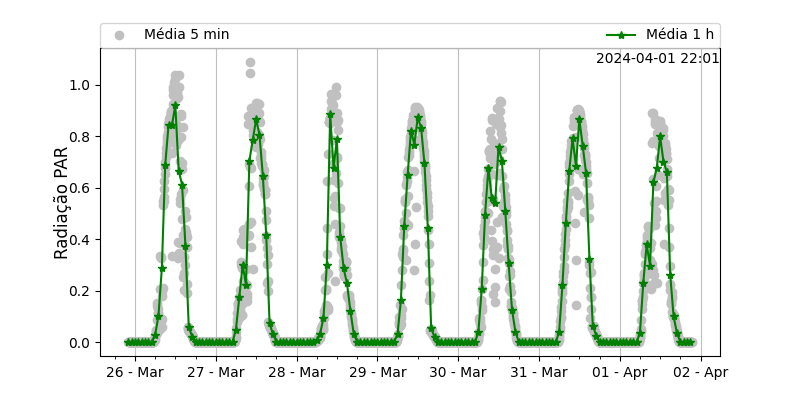 Média 5 min
Média 1 h
2024-04-01 22:01
Radiação PAR
1.0
0.8
0.6
0.4
0.2
0.0
26 - Mar
27 - Mar
28 - Mar
29 - Mar
30 - Mar
31 - Mar
01 - Apr
02 - Apr